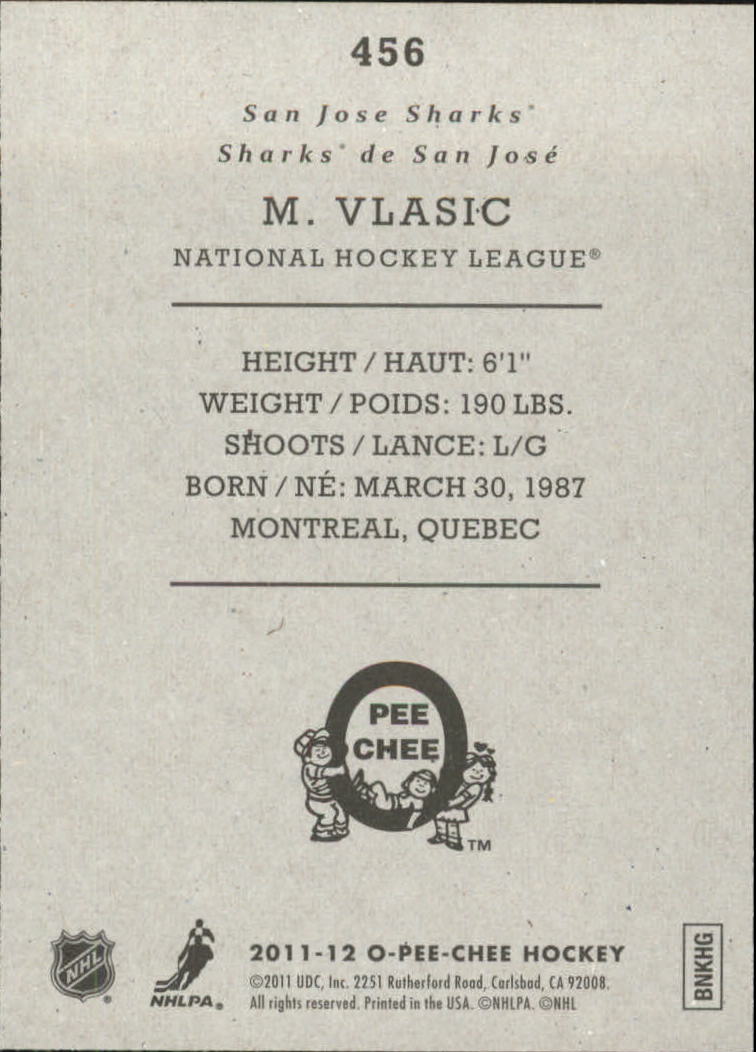 456
San Jose Sharks®
Sharks® de San José
M. VLASIC
NATIONAL HOCKEY LEAGUE®
HEIGHT / HAUT: 6'1"
WEIGHT / POIDS: 190 LBS.
SHOOTS / LANCE: L/G
BORN / NÉ: MARCH 30, 1987
MONTREAL, QUEBEC
O
PEE
CHEE
TM
NHL®
NHLPA®
2011-12 O-PEE-CHEE HOCKEY
©2011 UDC, Inc. 2251 Rutherford Road, Carlsbad, CA 92008.
All rights reserved. Printed in the USA. ©NHLPA. ©NHL
BNKHG